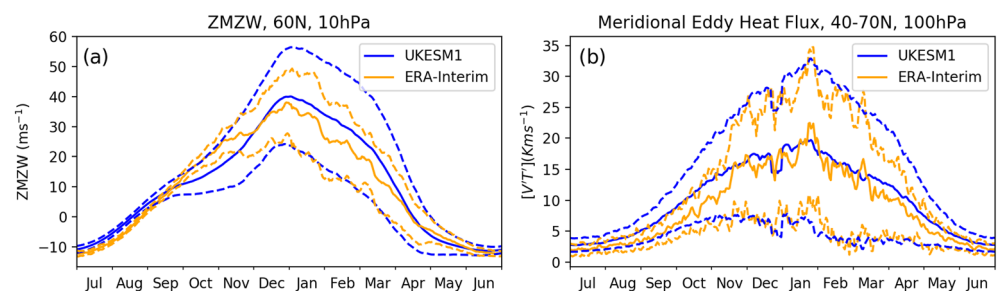 ZMZW, 60N, 10hPa
(a)
UKESM1
ERA-Interim
ZMZW (ms⁻¹)
60
50
40
30
20
10
0
−10
Jul Aug Sep Oct Nov Dec Jan Feb Mar Apr May Jun
Meridional Eddy Heat Flux, 40-70N, 100hPa
(b)
UKESM1
ERA-Interim
[V'T'](Kms⁻¹)
35
30
25
20
15
10
5
0
Jul Aug Sep Oct Nov Dec Jan Feb Mar Apr May Jun